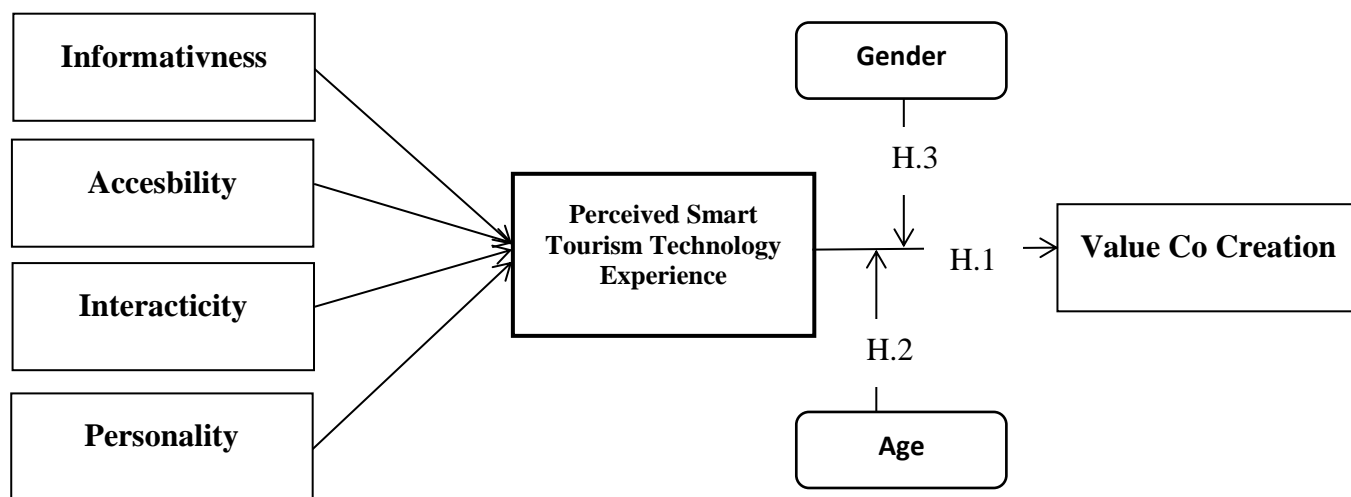 Informativness
Accesbility
Interacticity
Personality
Perceived Smart
Tourism Technology
Experience
Gender
H.3
H.1
H.2
Age
Value Co Creation